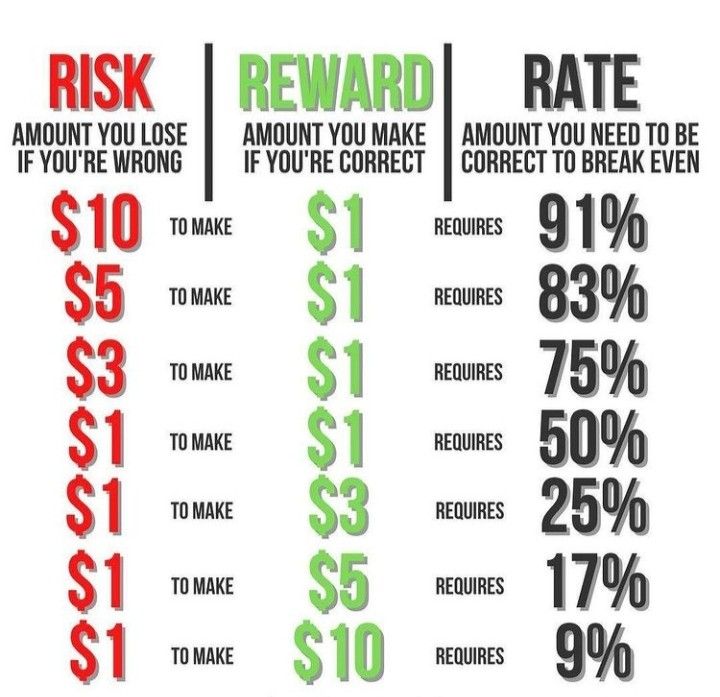 RISK REWARD RATE
AMOUNT YOU LOSE AMOUNT YOU MAKE AMOUNT YOU NEED TO BE
IF YOU'RE WRONG IF YOU'RE CORRECT CORRECT TO BREAK EVEN
$10 TO MAKE $1 REQUIRES 91%
$5 TO MAKE $1 REQUIRES 83%
$3 TO MAKE $1 REQUIRES 75%
$1 TO MAKE $1 REQUIRES 50%
$1 TO MAKE $3 REQUIRES 25%
$1 TO MAKE $5 REQUIRES 17%
$1 TO MAKE $10 REQUIRES 9%